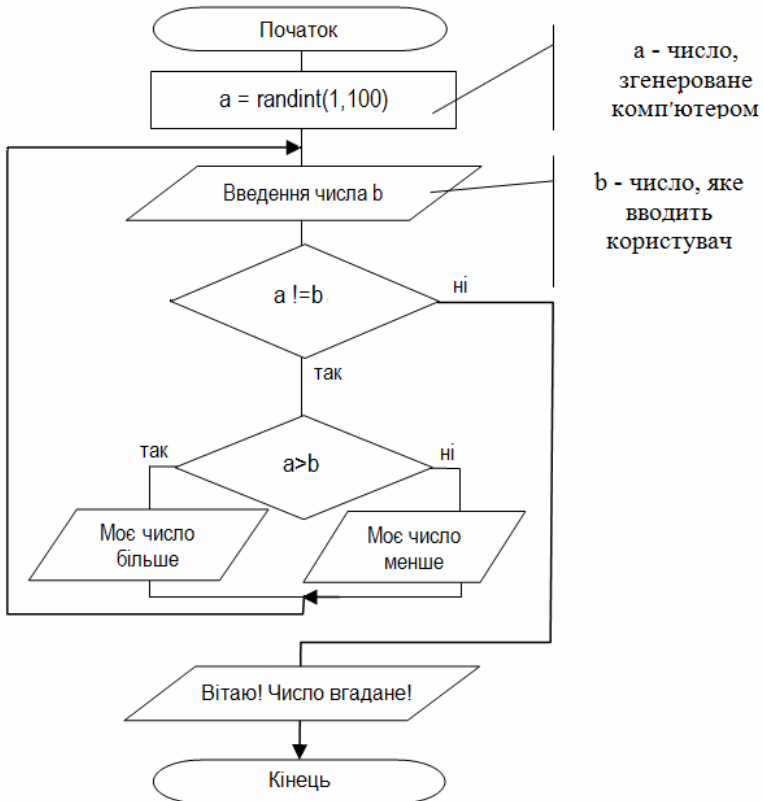 Початок
a = randint(1,100)
a - число,
згенероване
комп'ютером
Введення числа b
b - число, яке
вводить
користувач
a !=b
ні
так
так
a>b
ні
Моє число
більше
Моє число
менше
Вітаю! Число вгадане!
Кінець